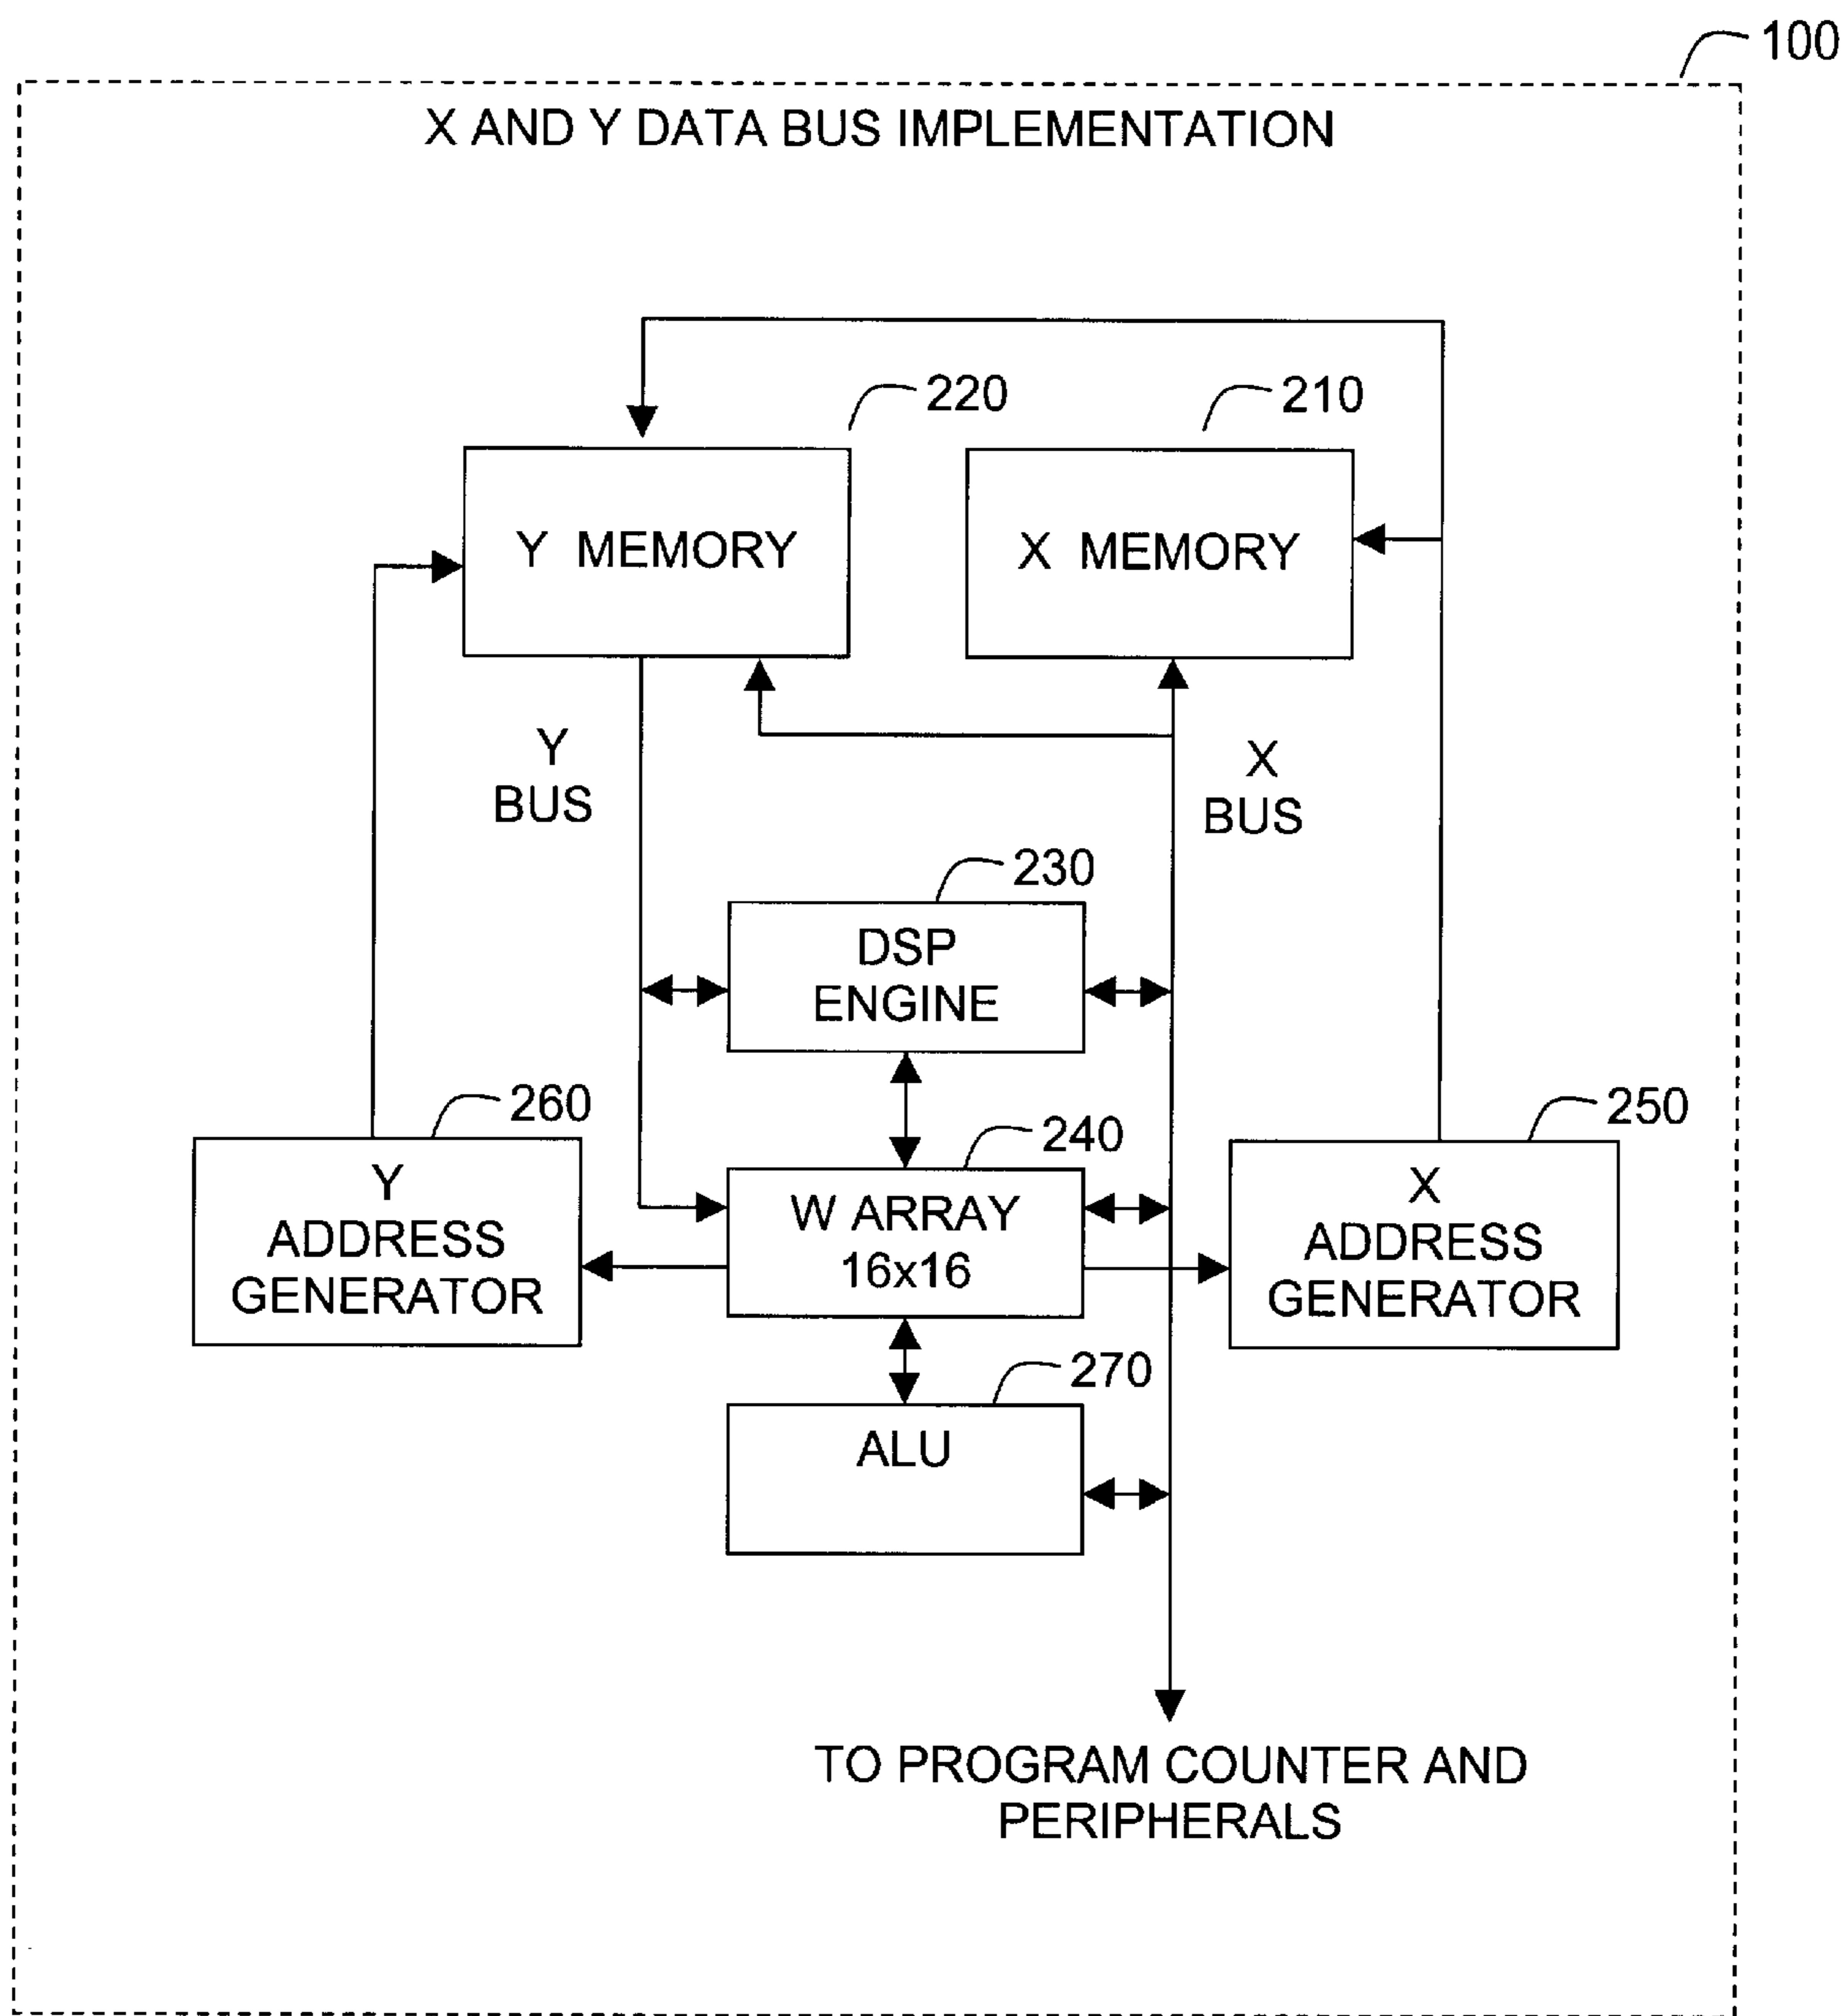 100
X AND Y DATA BUS IMPLEMENTATION
220
210
Y MEMORY
X MEMORY
Y
BUS
X
BUS
230
DSP
ENGINE
260
240
250
Y
ADDRESS
GENERATOR
W ARRAY
16x16
X
ADDRESS
GENERATOR
270
ALU
TO PROGRAM COUNTER AND
PERIPHERALS